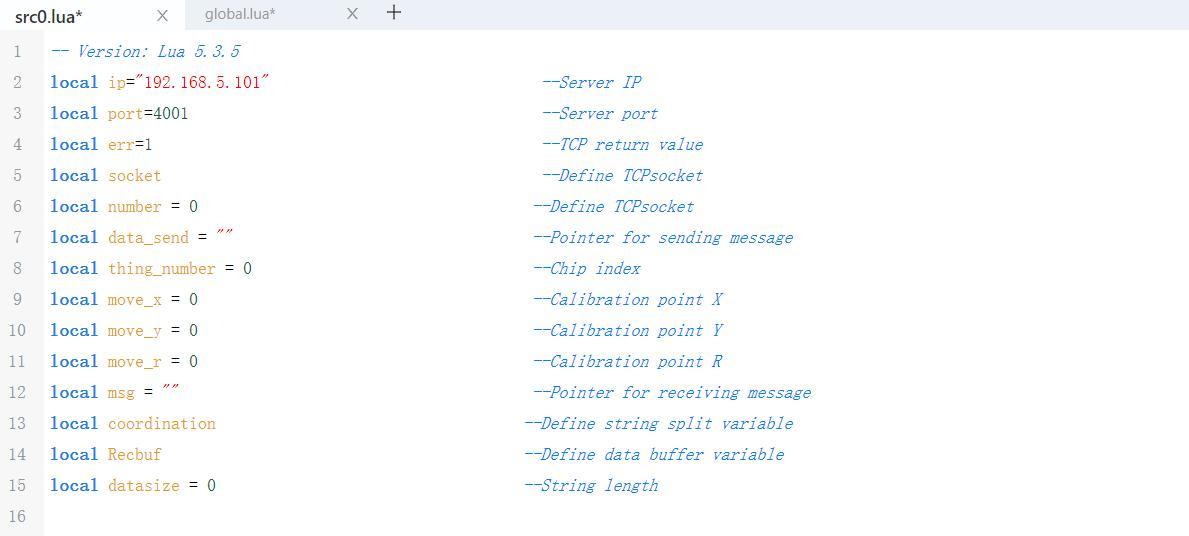 src0.lua* × global.lua* × +
1 -- Version: Lua 5.3.5
2 local ip="192.168.5.101" --Server IP
3 local port=4001 --Server port
4 local err=1 --TCP return value
5 local socket --Define TCPsocket
6 local number = 0 --Define TCPsocket
7 local data_send = "" --Pointer for sending message
8 local thing_number = 0 --Chip index
9 local move_x = 0 --Calibration point X
10 local move_y = 0 --Calibration point Y
11 local move_r = 0 --Calibration point R
12 local msg = "" --Pointer for receiving message
13 local coordination --Define string split variable
14 local Recbuf --Define data buffer variable
15 local datasize = 0 --String length
16